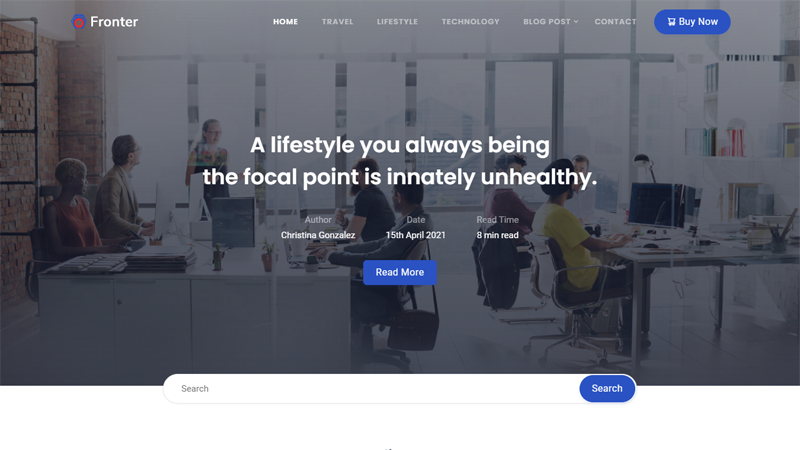 Fronter
HOME TRAVEL LIFESTYLE TECHNOLOGY BLOG POST CONTACT Buy Now
A lifestyle you always being
the focal point is innately unhealthy.
Author Date Read Time
Christina Gonzalez 15th April 2021 8 min read
Read More
Search Search